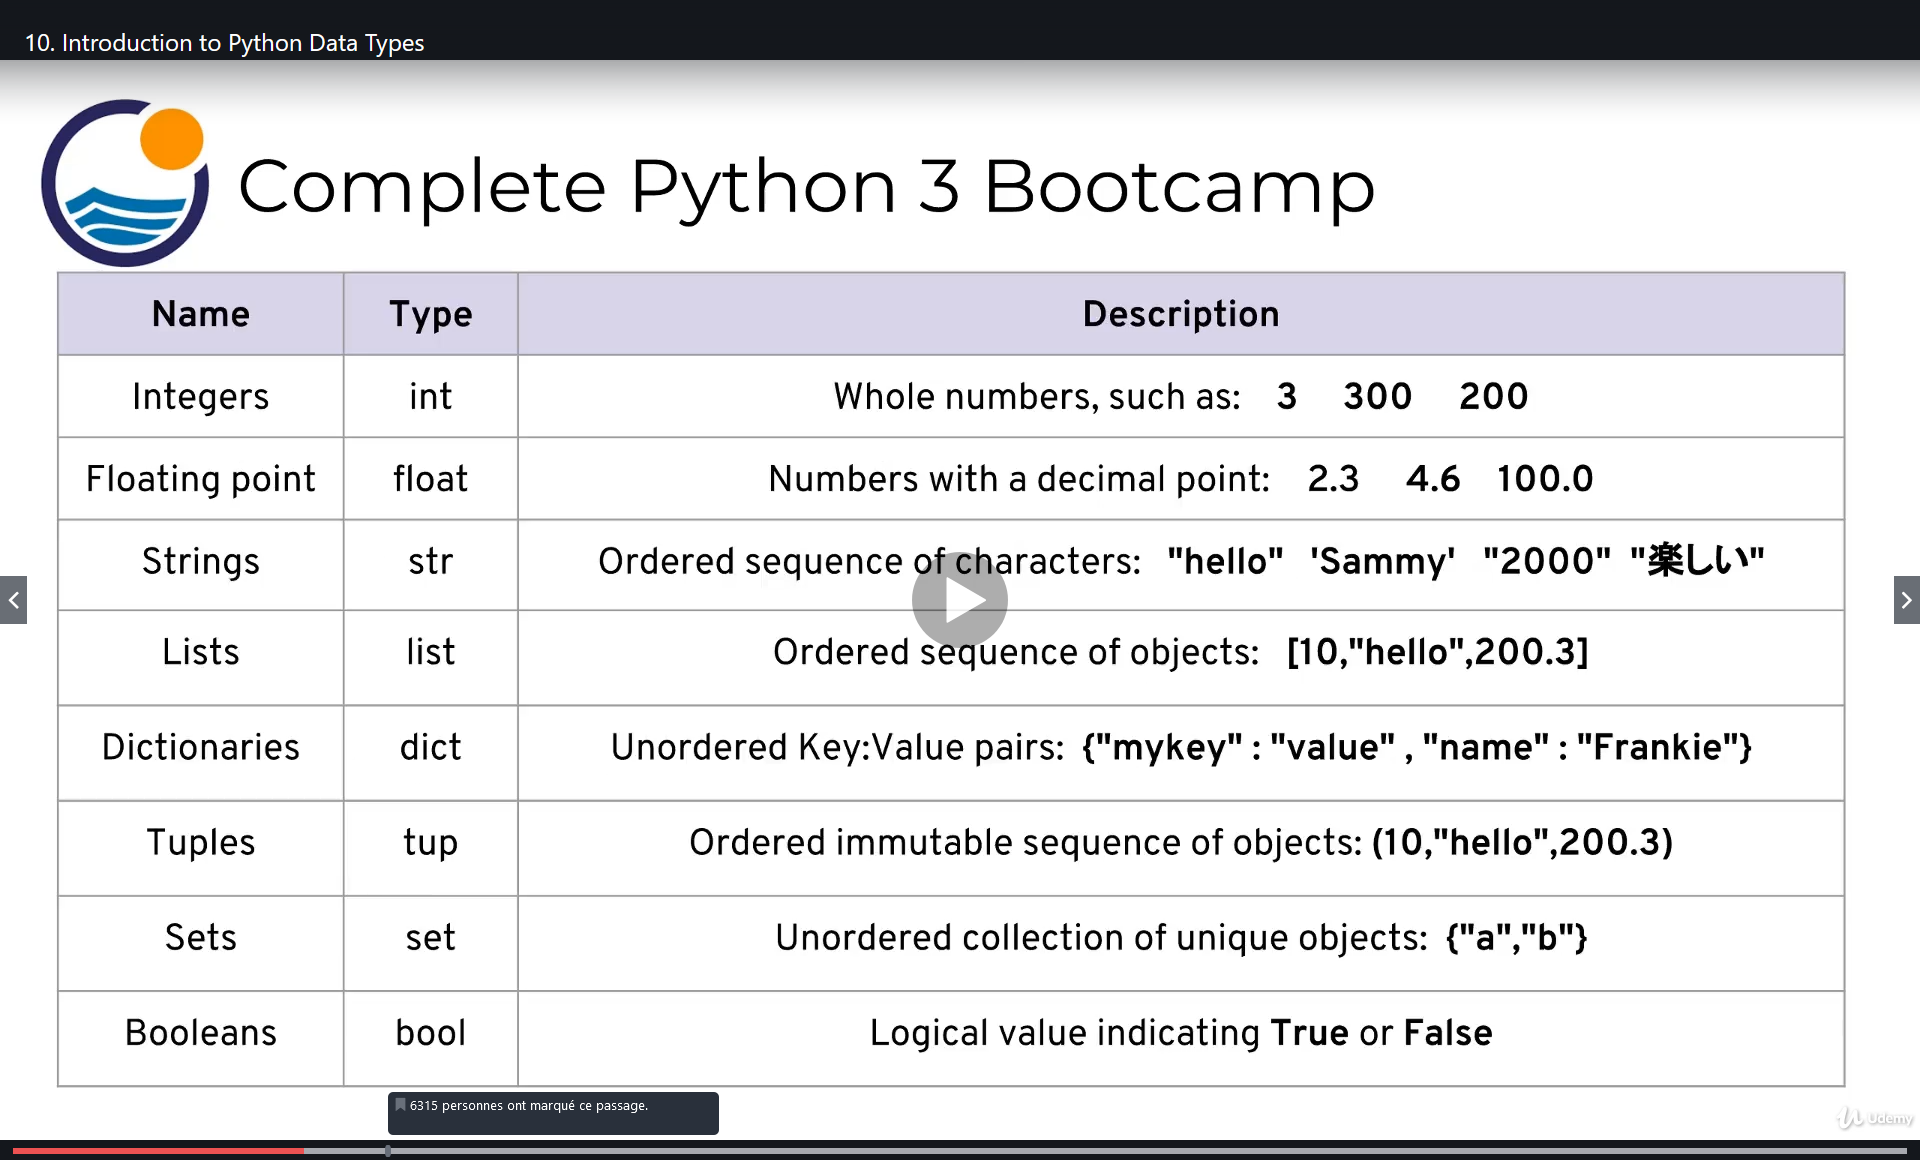 10. Introduction to Python Data Types
Complete Python 3 Bootcamp
Name Type Description
Integers int Whole numbers, such as: 3 300 200
Floating point float Numbers with a decimal point: 2.3 4.6 100.0
Strings str Ordered sequence of characters: "hello" 'Sammy' "2000" "楽しい"
Lists list Ordered sequence of objects: [10,"hello",200.3]
Dictionaries dict Unordered Key:Value pairs: {"mykey" : "value" , "name" : "Frankie"}
Tuples tup Ordered immutable sequence of objects: (10,"hello",200.3)
Sets set Unordered collection of unique objects: {"a","b"}
Booleans bool Logical value indicating True or False
6315 personnes ont marqué ce passage.
Udemy